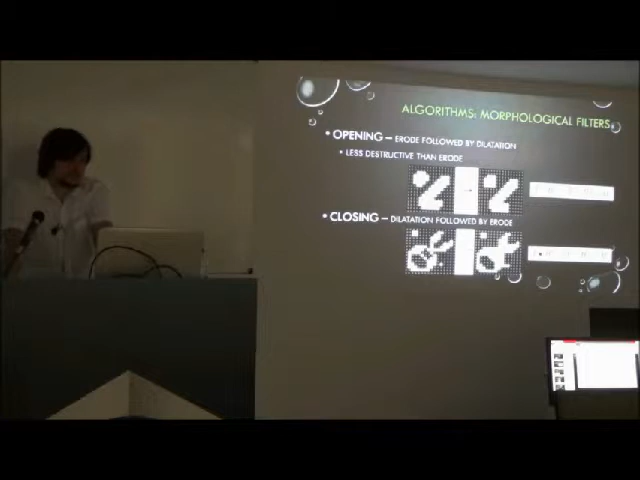 ALGORITHMS: MORPHOLOGICAL FILTERS
• OPENING – ERODE FOLLOWED BY DILATATION
• LESS DESTRUCTIVE THAN ERODE
• CLOSING – DILATATION FOLLOWED BY ERODE